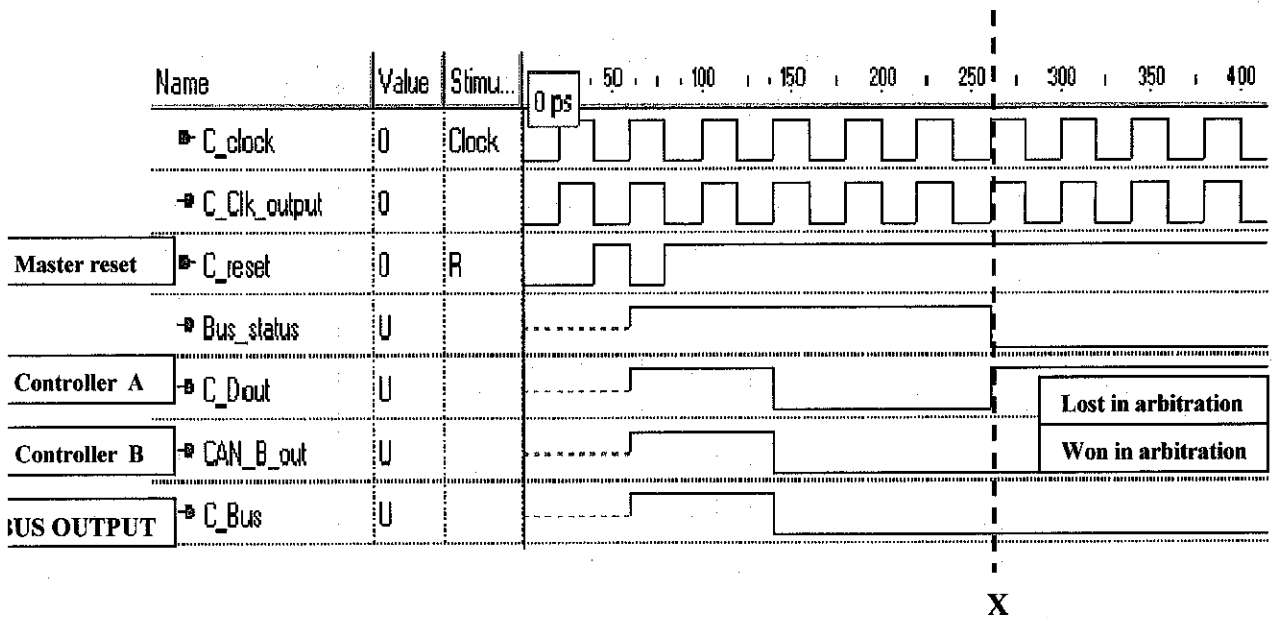 Name Value Stimu... 50 100 150 200 250 300 350 400
0 ps
C_clock 0 Clock
C_Clk_output 0
Master reset C_reset 0 R
Bus_status U
Controller A C_Dout U Lost in arbitration
Controller B CAN_B_out U Won in arbitration
BUS OUTPUT C_Bus U
X